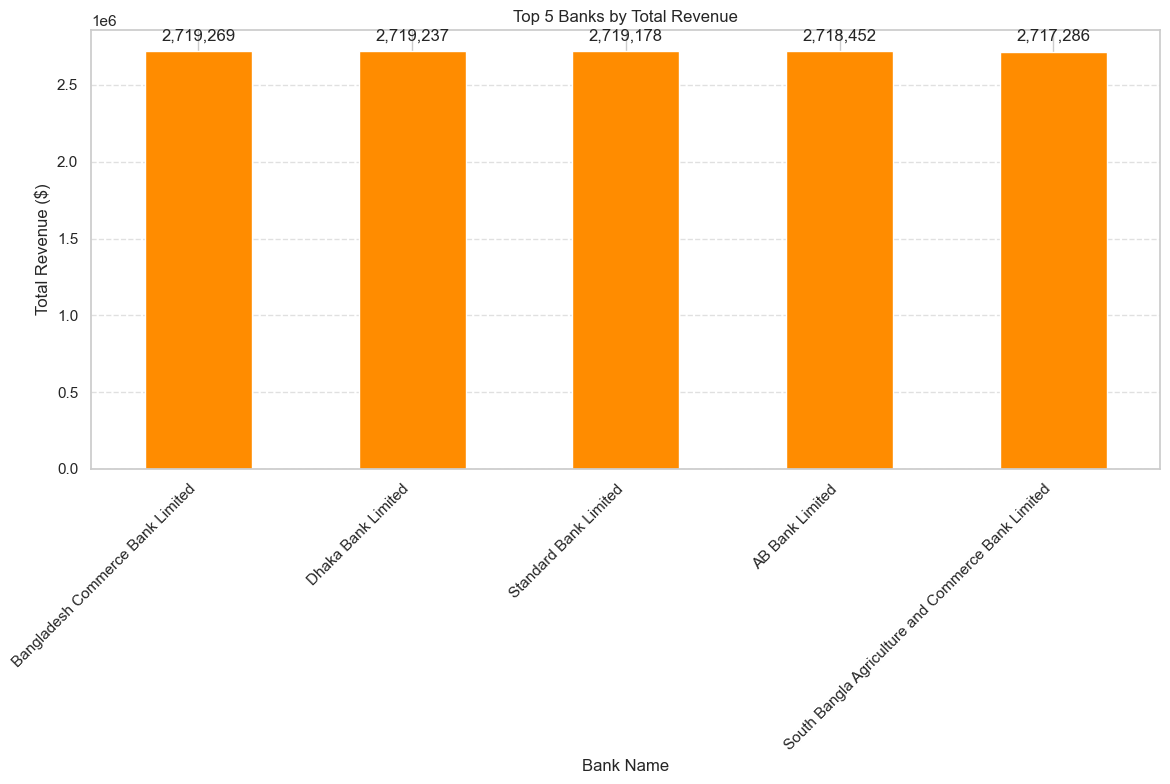 Top 5 Banks by Total Revenue
1e6
2,719,269
2,719,237
2,719,178
2,718,452
2,717,286
Total Revenue ($)
2.5
2.0
1.5
1.0
0.5
0.0
Bangladesh Commerce Bank Limited
Dhaka Bank Limited
Standard Bank Limited
AB Bank Limited
South Bangla Agriculture and Commerce Bank Limited
Bank Name